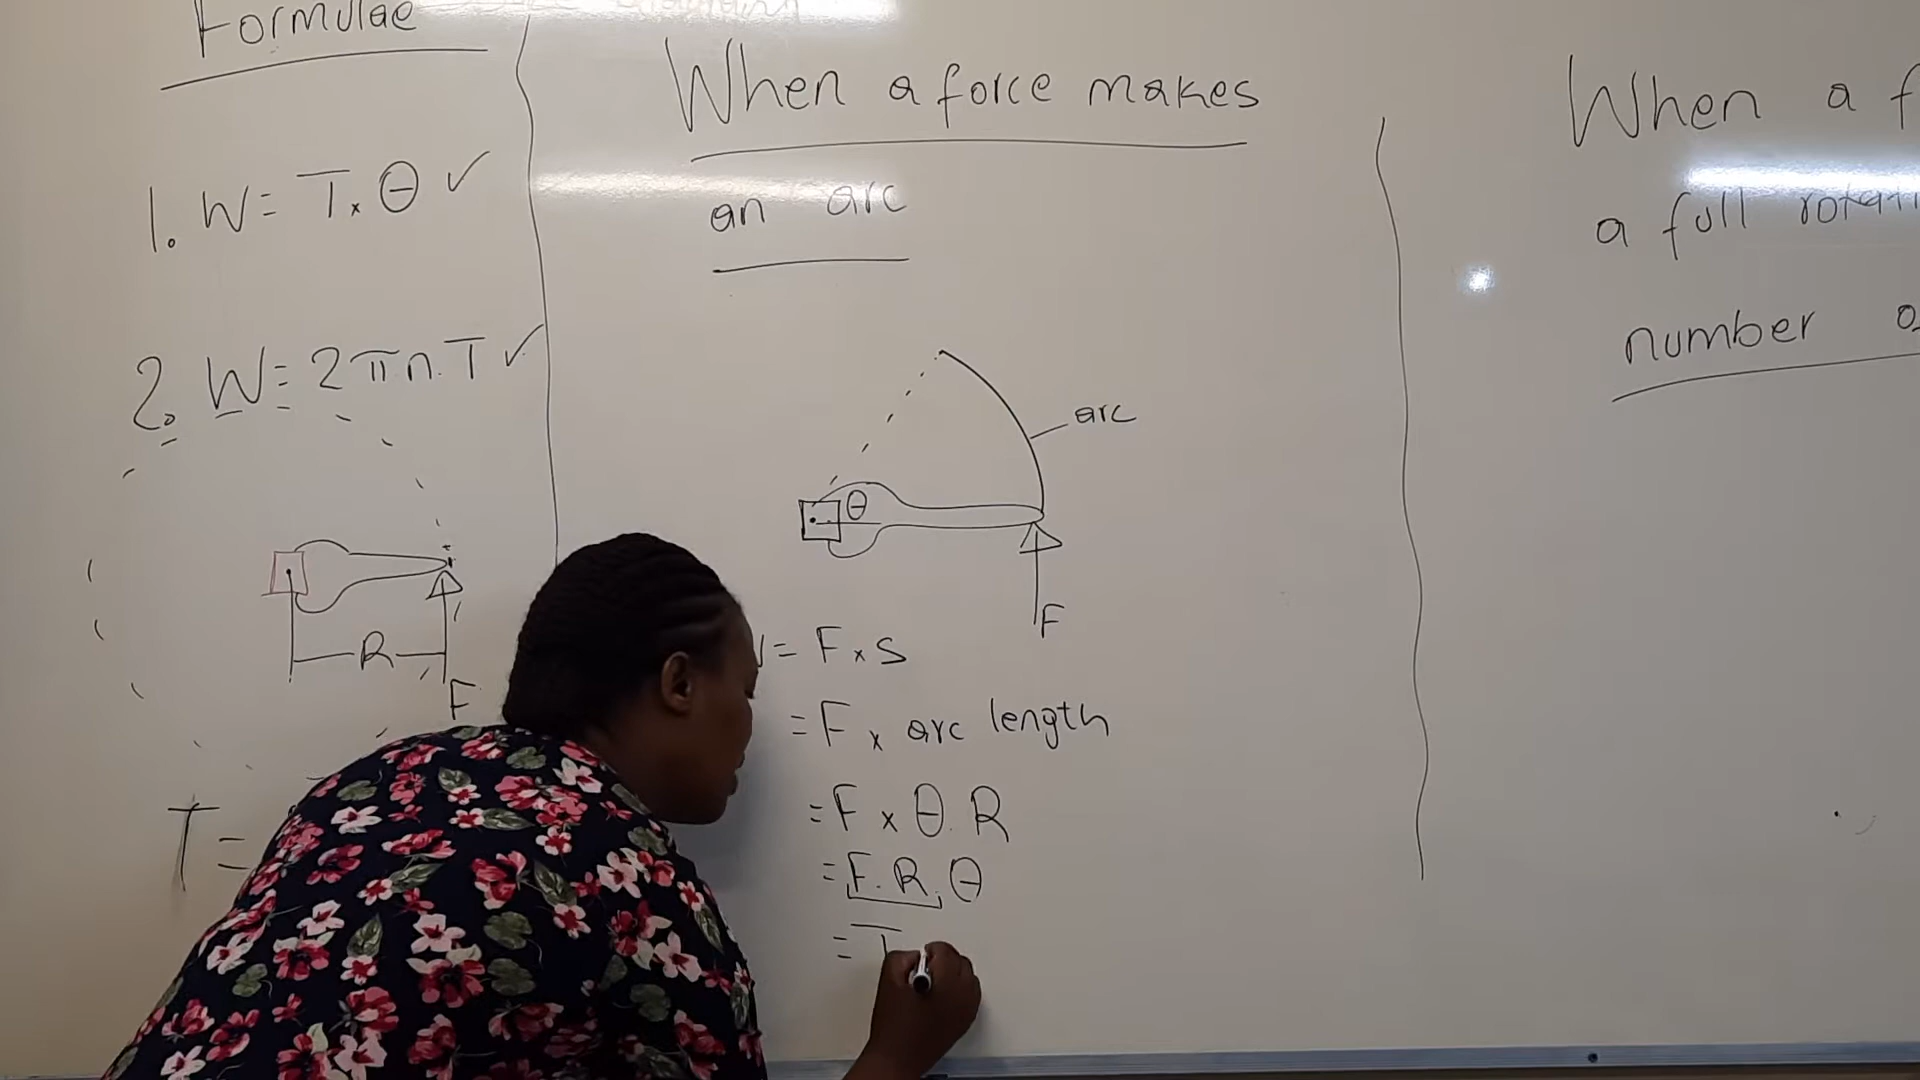 Formulae
1. W = T × θ ✓
2. W = 2πn.T ✓
R
F
T =
When a force makes
an arc
arc
θ
F
= F × s
= F × arc length
= F × θ.R
= F.R.θ
= T
When a f
a full rotati
number o